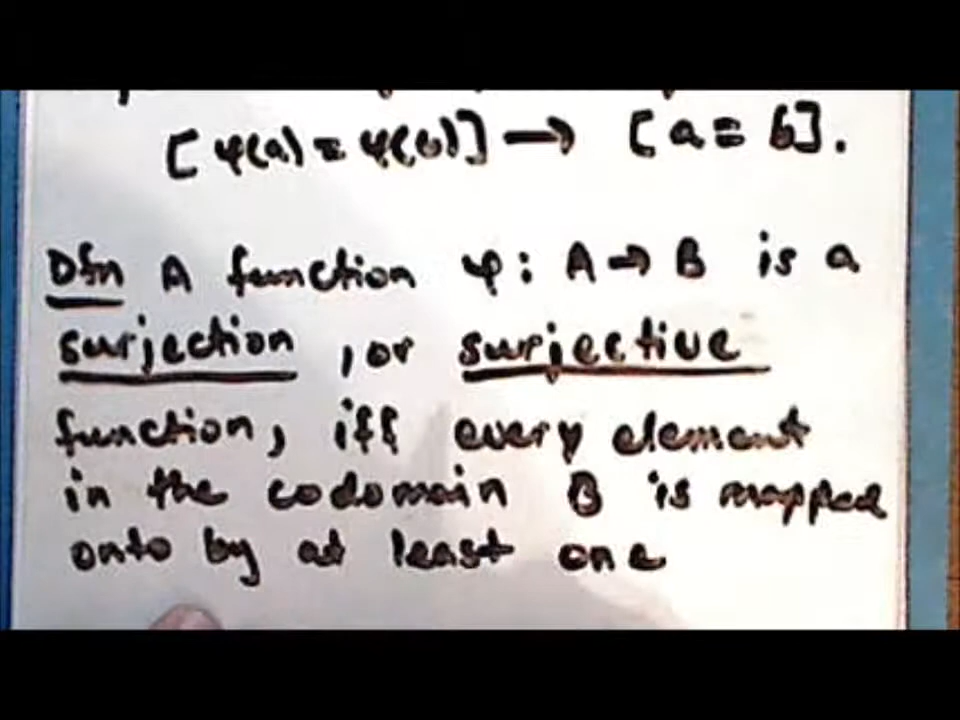 [φ(a) = φ(b)] → [a = b].
Dfn A function φ: A → B is a
surjection, or surjective
function, iff every element
in the codomain B is mapped
onto by at least one